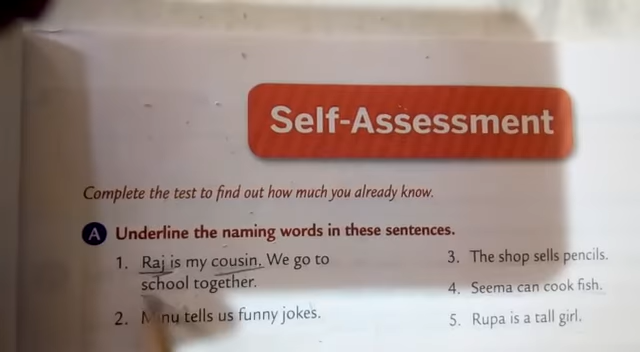 Self-Assessment
Complete the test to find out how much you already know.
A Underline the naming words in these sentences.
1. Raj is my cousin. We go to
school together.
2. tells us funny jokes.
3. The shop sells pencils.
4. Seema can cook fish.
5. Rupa is a tall girl.